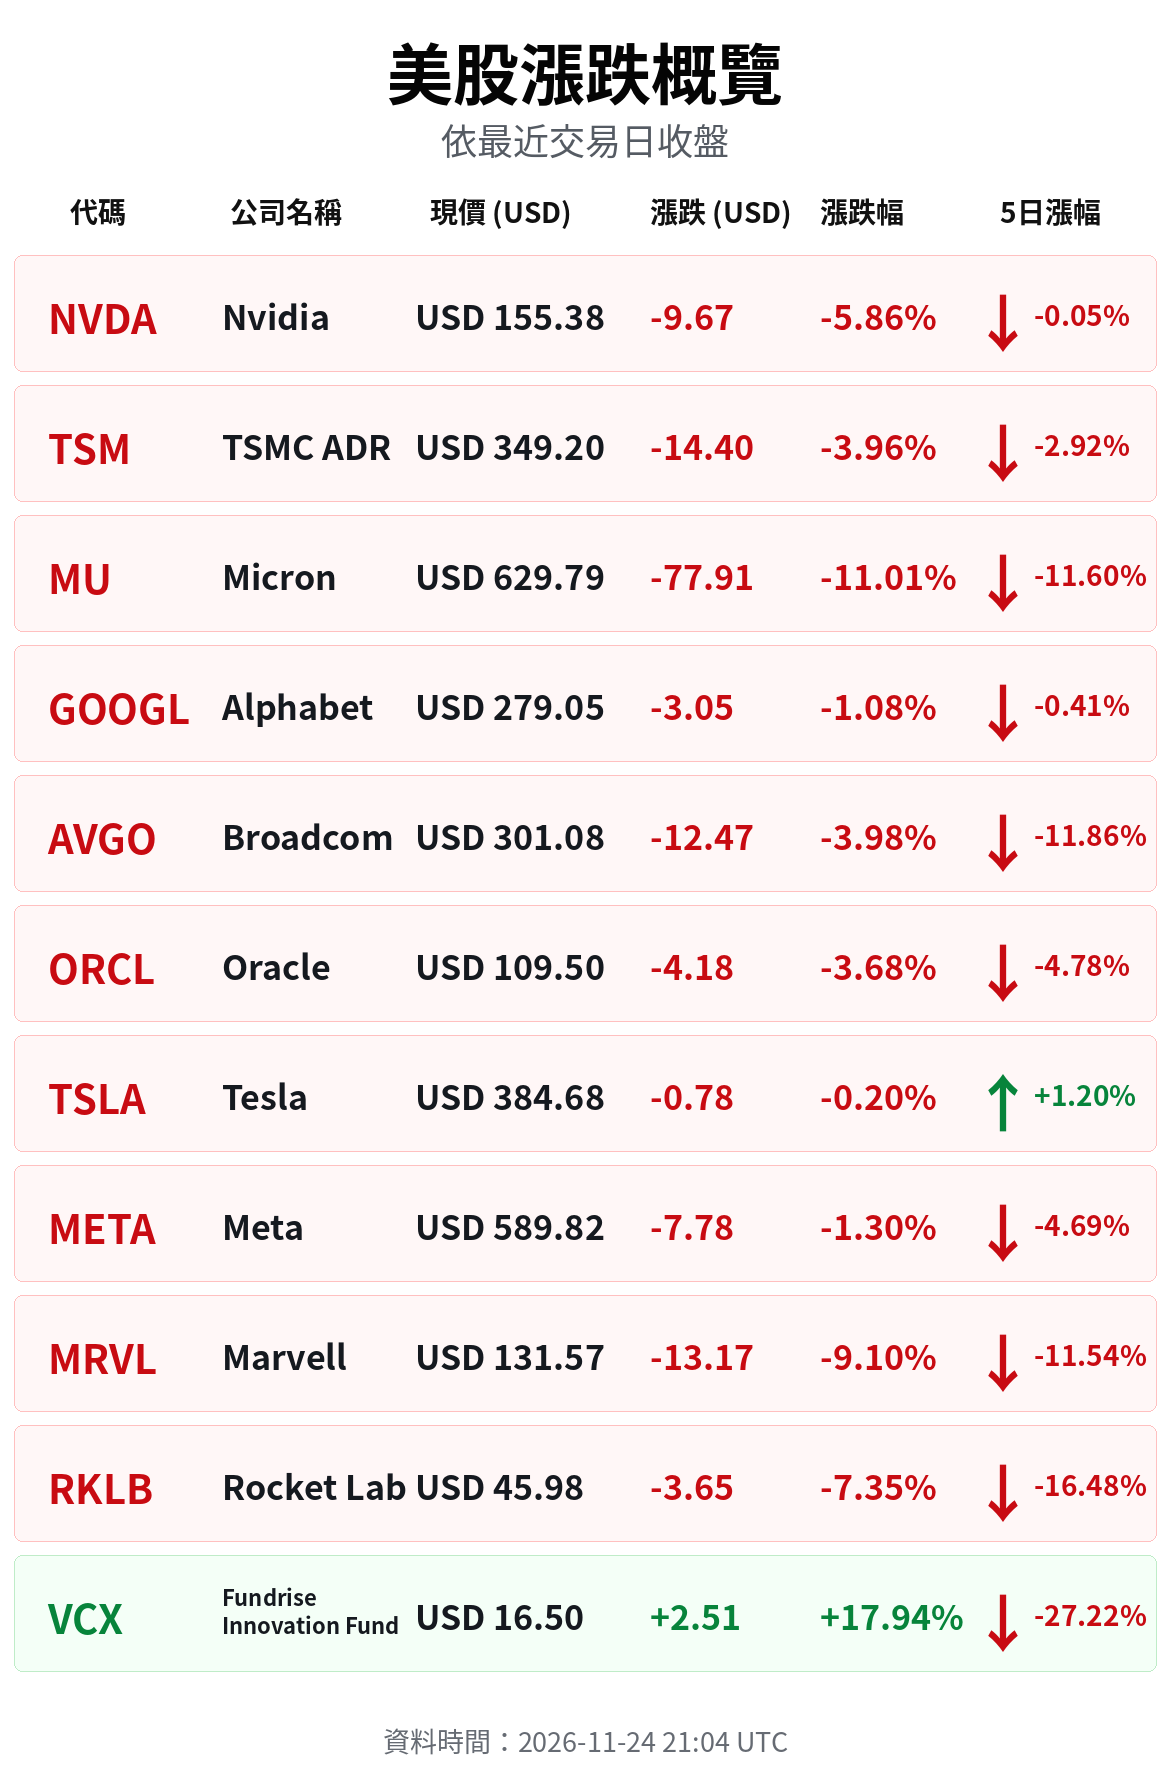 美股漲跌概覽
依最近交易日收盤
代碼 公司名稱 現價 (USD) 漲跌 (USD) 漲跌幅 5日漲幅
NVDA Nvidia USD 155.38 -9.67 -5.86% ↓ -0.05%
TSM TSMC ADR USD 349.20 -14.40 -3.96% ↓ -2.92%
MU Micron USD 629.79 -77.91 -11.01% ↓ -11.60%
GOOGL Alphabet USD 279.05 -3.05 -1.08% ↓ -0.41%
AVGO Broadcom USD 301.08 -12.47 -3.98% ↓ -11.86%
ORCL Oracle USD 109.50 -4.18 -3.68% ↓ -4.78%
TSLA Tesla USD 384.68 -0.78 -0.20% ↑ +1.20%
META Meta USD 589.82 -7.78 -1.30% ↓ -4.69%
MRVL Marvell USD 131.57 -13.17 -9.10% ↓ -11.54%
RKLB Rocket Lab USD 45.98 -3.65 -7.35% ↓ -16.48%
VCX Fundrise
Innovation Fund USD 16.50 +2.51 +17.94% ↓ -27.22%
資料時間：2026-11-24 21:04 UTC